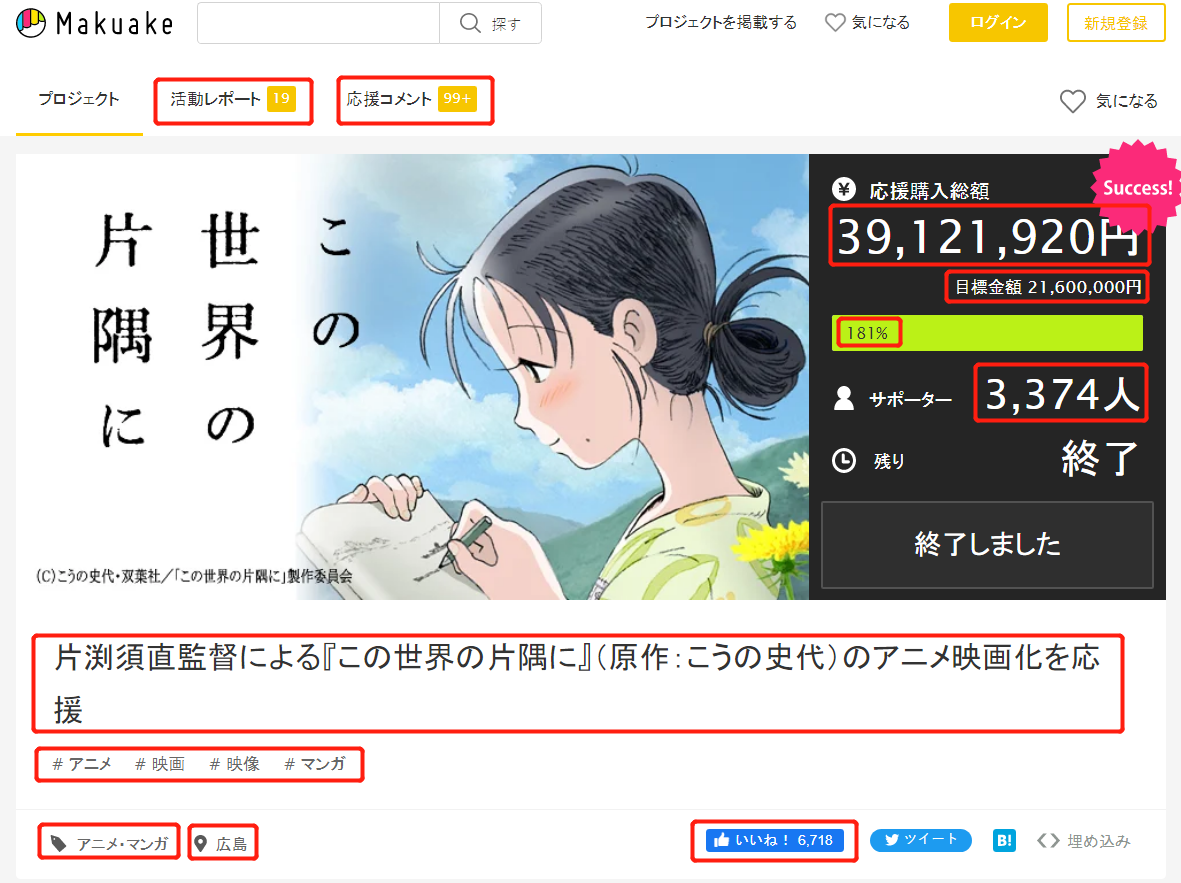 Makuake
探す
プロジェクトを掲載する
気になる
ログイン
新規登録
プロジェクト
活動レポート 19
応援コメント 99+
気になる
この
世界の
片隅に
(C)こうの史代・双葉社／「この世界の片隅に」製作委員会
Success!
¥ 応援購入総額
39,121,920円
目標金額 21,600,000円
181%
サポーター 3,374人
残り 終了
終了しました
片渕須直監督による『この世界の片隅に』（原作：こうの史代）のアニメ映画化を応
援
# アニメ # 映画 # 映像 # マンガ
アニメ・マンガ 広島
いいね！ 6,718 ツイート B! 埋め込み